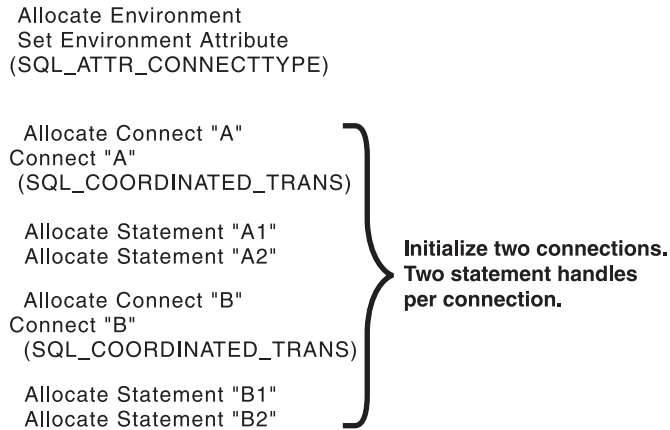 Allocate Environment
Set Environment Attribute
(SQL_ATTR_CONNECTTYPE)
Allocate Connect "A"
Connect "A"
(SQL_COORDINATED_TRANS)
Allocate Statement "A1"
Allocate Statement "A2"
Allocate Connect "B"
Connect "B"
(SQL_COORDINATED_TRANS)
Allocate Statement "B1"
Allocate Statement "B2"
Initialize two connections.
Two statement handles
per connection.